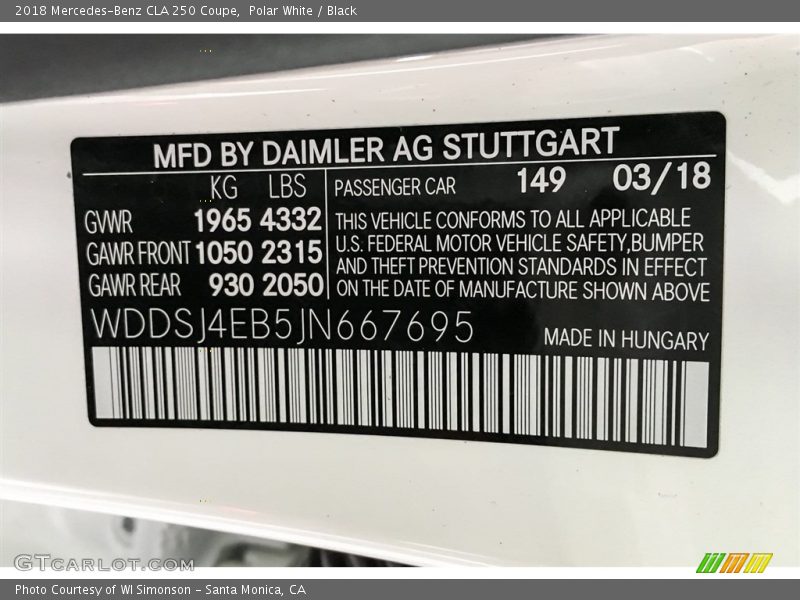 2018 Mercedes-Benz CLA 250 Coupe,  Polar White / Black
MFD BY DAIMLER AG STUTTGART
KG LBS
GVWR 1965 4332
GAWR FRONT 1050 2315
GAWR REAR 930 2050
PASSENGER CAR 149 03/18
THIS VEHICLE CONFORMS TO ALL APPLICABLE
U.S. FEDERAL MOTOR VEHICLE SAFETY,BUMPER
AND THEFT PREVENTION STANDARDS IN EFFECT
ON THE DATE OF MANUFACTURE SHOWN ABOVE
WDDSJ4EB5JN667695
MADE IN HUNGARY
GTCARLOT.COM
Photo Courtesy of WI Simonson - Santa Monica, CA